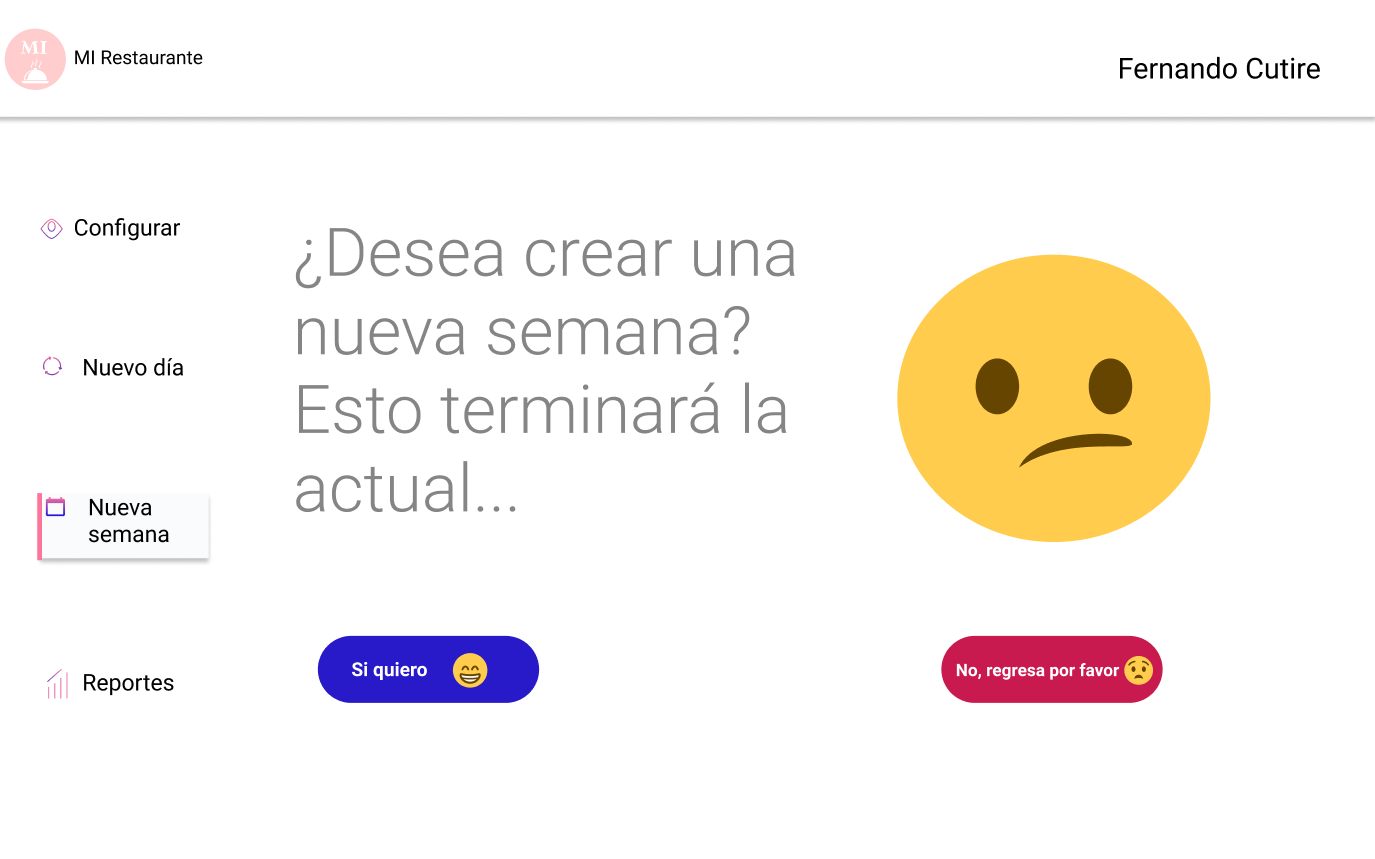 MI
MI Restaurante
Fernando Cutire
Configurar
Nuevo día
Nueva
semana
Reportes
¿Desea crear una
nueva semana?
Esto terminará la
actual...
Si quiero
No, regresa por favor